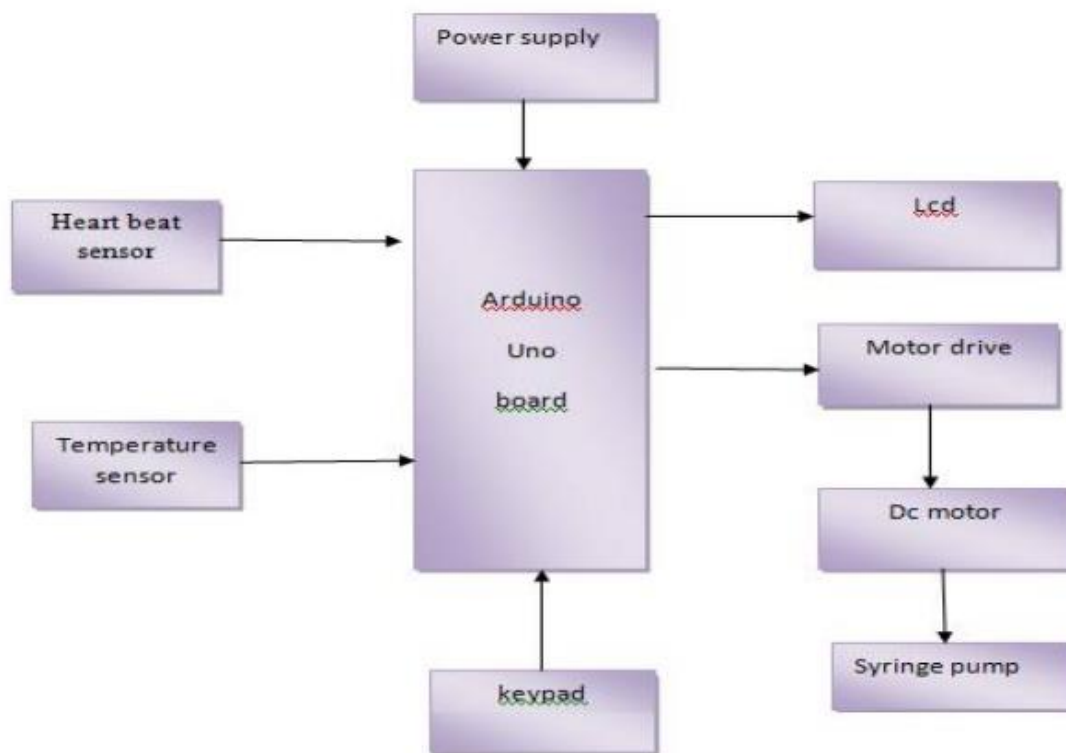 Power supply
Heart beat
sensor
Lcd
Arduino
Uno
board
Motor drive
Temperature
sensor
Dc motor
Syringe pump
keypad